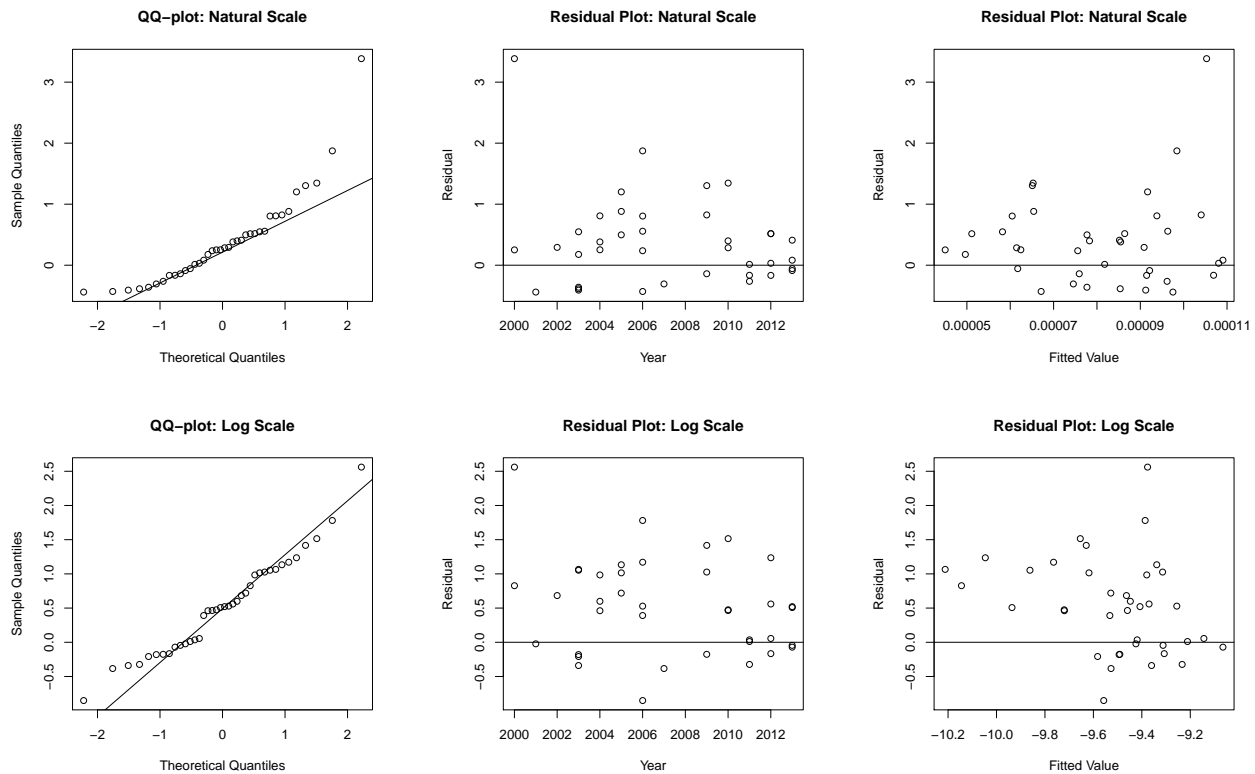 QQ−plot: Natural Scale
Theoretical Quantiles
Sample Quantiles
−2 −1 0 1 2
0 1 2 3
Residual Plot: Natural Scale
Year
Residual
2000 2002 2004 2006 2008 2010 2012
0 1 2 3
Residual Plot: Natural Scale
Fitted Value
Residual
0.00005 0.00007 0.00009 0.00011
0 1 2 3
QQ−plot: Log Scale
Theoretical Quantiles
Sample Quantiles
−2 −1 0 1 2
−0.5 0.0 0.5 1.0 1.5 2.0 2.5
Residual Plot: Log Scale
Year
Residual
2000 2002 2004 2006 2008 2010 2012
−0.5 0.0 0.5 1.0 1.5 2.0 2.5
Residual Plot: Log Scale
Fitted Value
Residual
−10.2 −10.0 −9.8 −9.6 −9.4 −9.2
−0.5 0.0 0.5 1.0 1.5 2.0 2.5